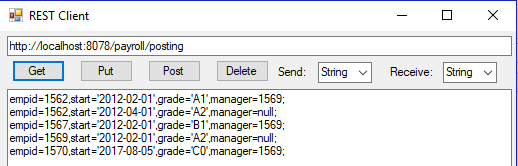 REST Client
http://localhost:8078/payroll/posting
Get Put Post Delete Send: String Receive: String
empid=1562,start='2012-02-01',grade='A1',manager=1569;
empid=1562,start='2012-04-01',grade='A2',manager=null;
empid=1567,start='2012-02-01',grade='B1',manager=1569;
empid=1569,start='2012-02-01',grade='A2',manager=null;
empid=1570,start='2017-08-05',grade='C0',manager=1569;